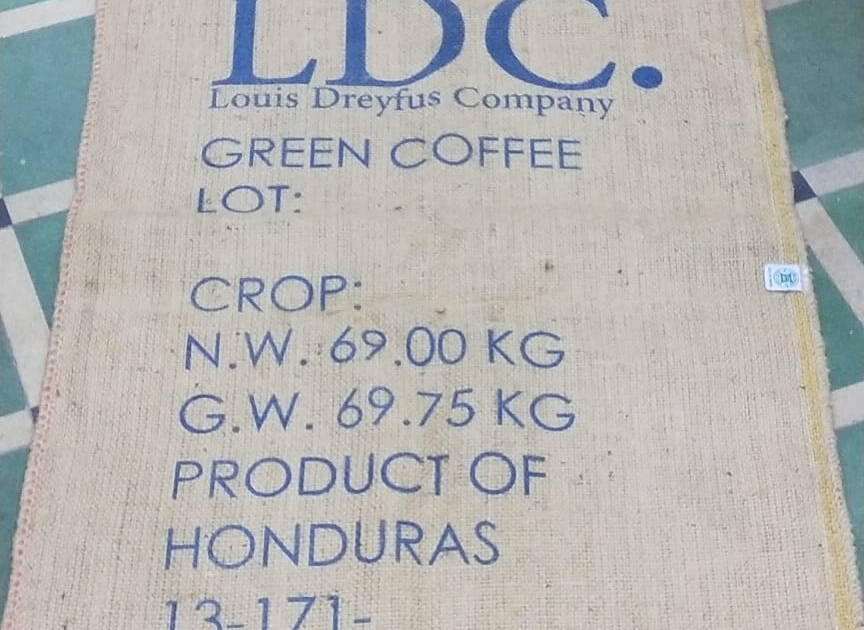 LDC.
Louis Dreyfus Company
GREEN COFFEE
LOT:
CROP:
N.W. 69.00 KG
G.W. 69.75 KG
PRODUCT OF
HONDURAS
13-171-